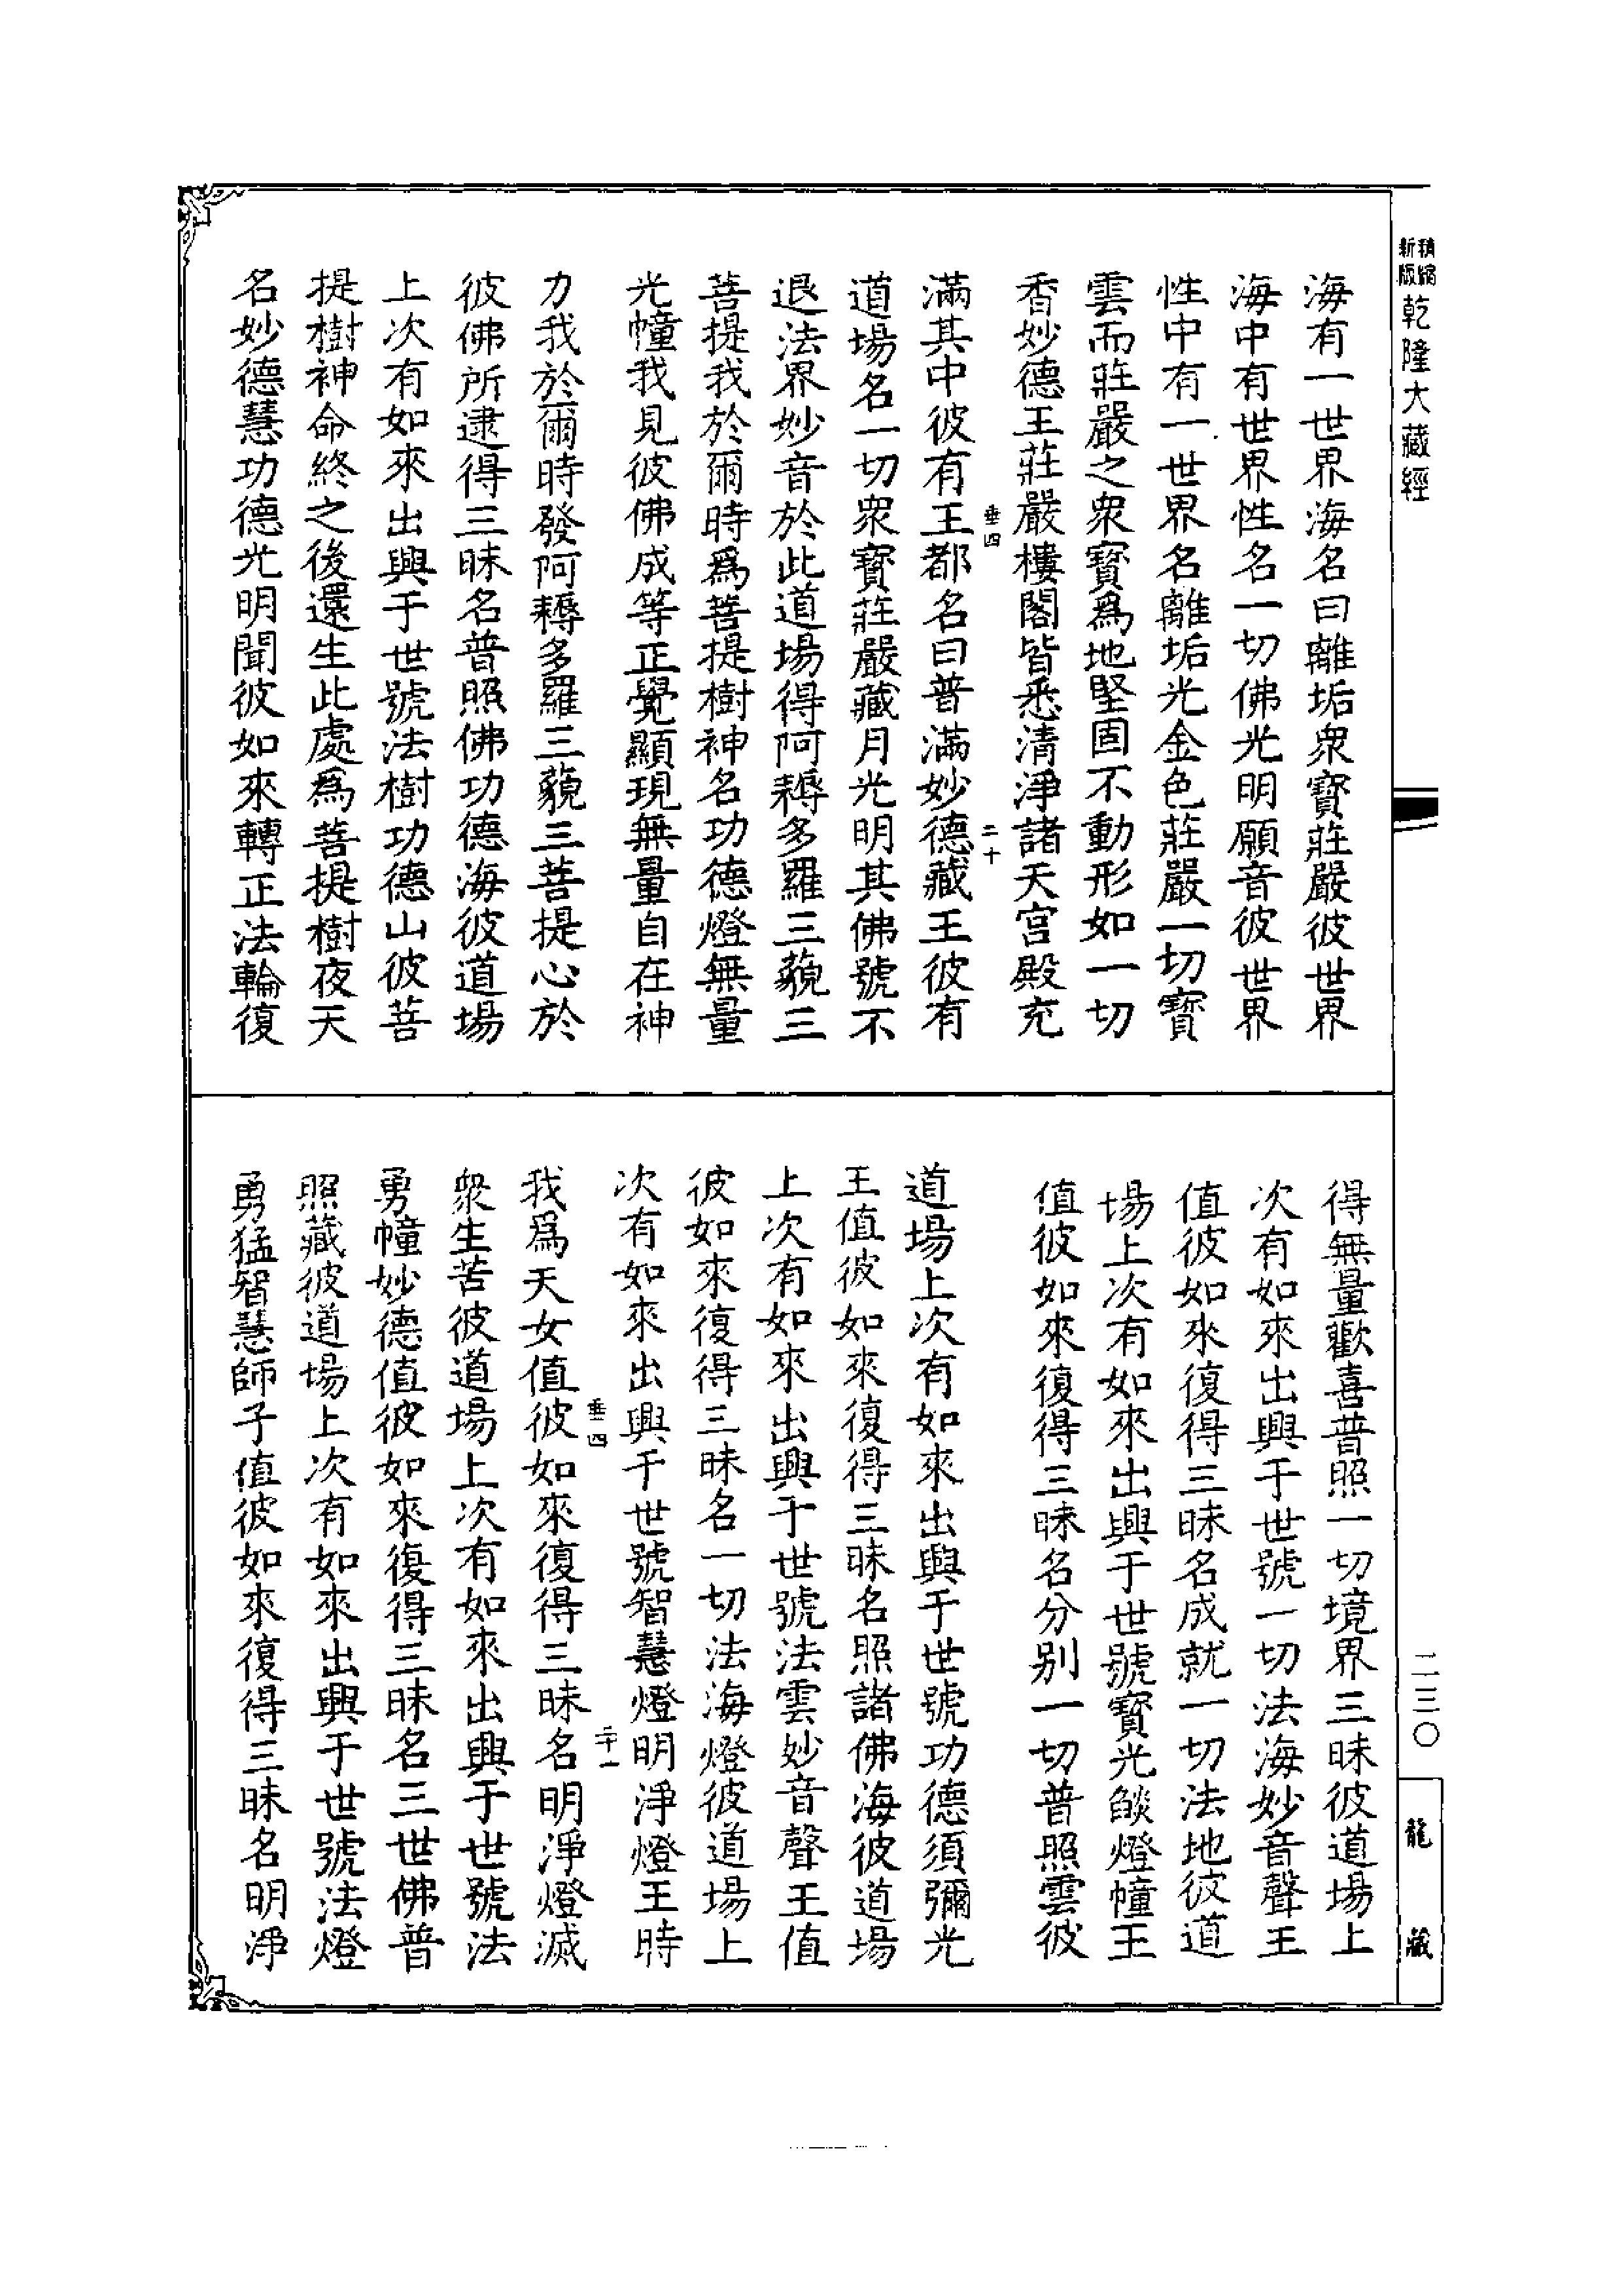 精縮新版
乾隆大藏經
海有一世界海名曰離垢衆寳莊嚴彼世界
海中有世界性名一切佛光明願音彼世界
性中有一世界名離垢光金色莊嚴一切寳
雲而莊嚴之衆寳爲地堅固不動形如一切
香妙德王莊嚴樓閣皆悉清淨諸天宮殿充
垂四
二十
滿其中彼有王都名曰普滿妙德藏王彼有
道場名一切衆寳莊嚴藏月光明其佛號不
退法界妙音於此道場得阿耨多羅三藐三
菩提我於爾時爲菩提樹神名功德燈無量
光幢我見彼佛成等正覺顯現無量自在神
力我於爾時發阿耨多羅三藐三菩提心於
彼佛所逮得三昧名普照佛功德海彼道場
上次有如來出興于世號法樹功德山彼菩
提樹神命終之後還生此處爲菩提樹夜天
名妙德慧功德光明聞彼如來轉正法輪復
得無量歡喜普照一切境界三昧彼道場上
次有如來出興于世號一切法海妙音聲王
值彼如來復得三昧名成就一切法地彼道
場上次有如來出興于世號寳光燄燈幢王
值彼如來復得三昧名分别一切普照雲彼
道場上次有如來出興于世號功德須彌光
王值彼如來復得三昧名照諸佛海彼道場
上次有如來出興于世號法雲妙音聲王值
彼如來復得三昧名一切法海燈彼道場上
次有如來出興于世號智慧燈明淨燈王時
垂四
二十一
我爲天女值彼如來復得三昧名明淨燈滅
衆生苦彼道場上次有如來出興于世號法
勇幢妙德值彼如來復得三昧名三世佛普
照藏彼道場上次有如來出興于世號法燈
勇猛智慧師子值彼如來復得三昧名明淨
二三〇
龍藏